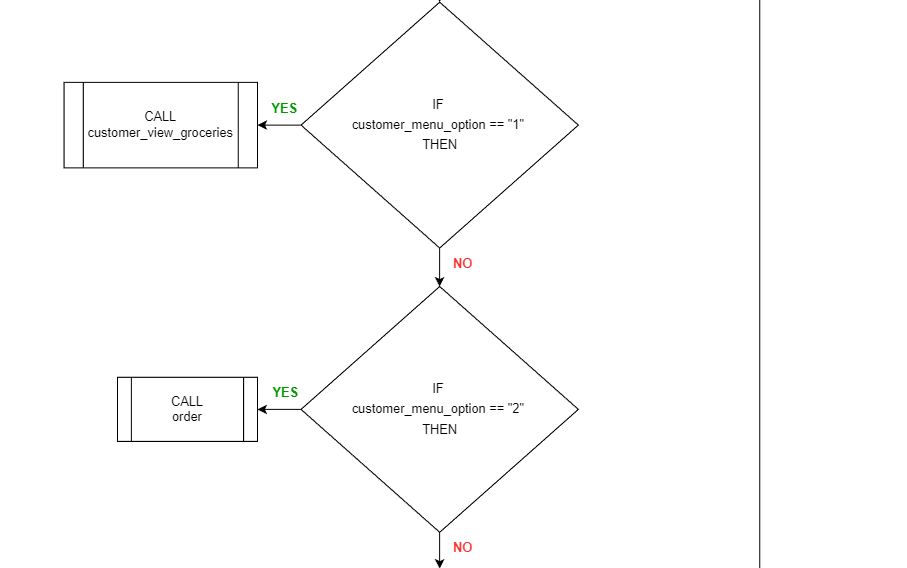 IF
customer_menu_option == "1"
THEN
YES
CALL
customer_view_groceries
NO
IF
customer_menu_option == "2"
THEN
YES
CALL
order
NO